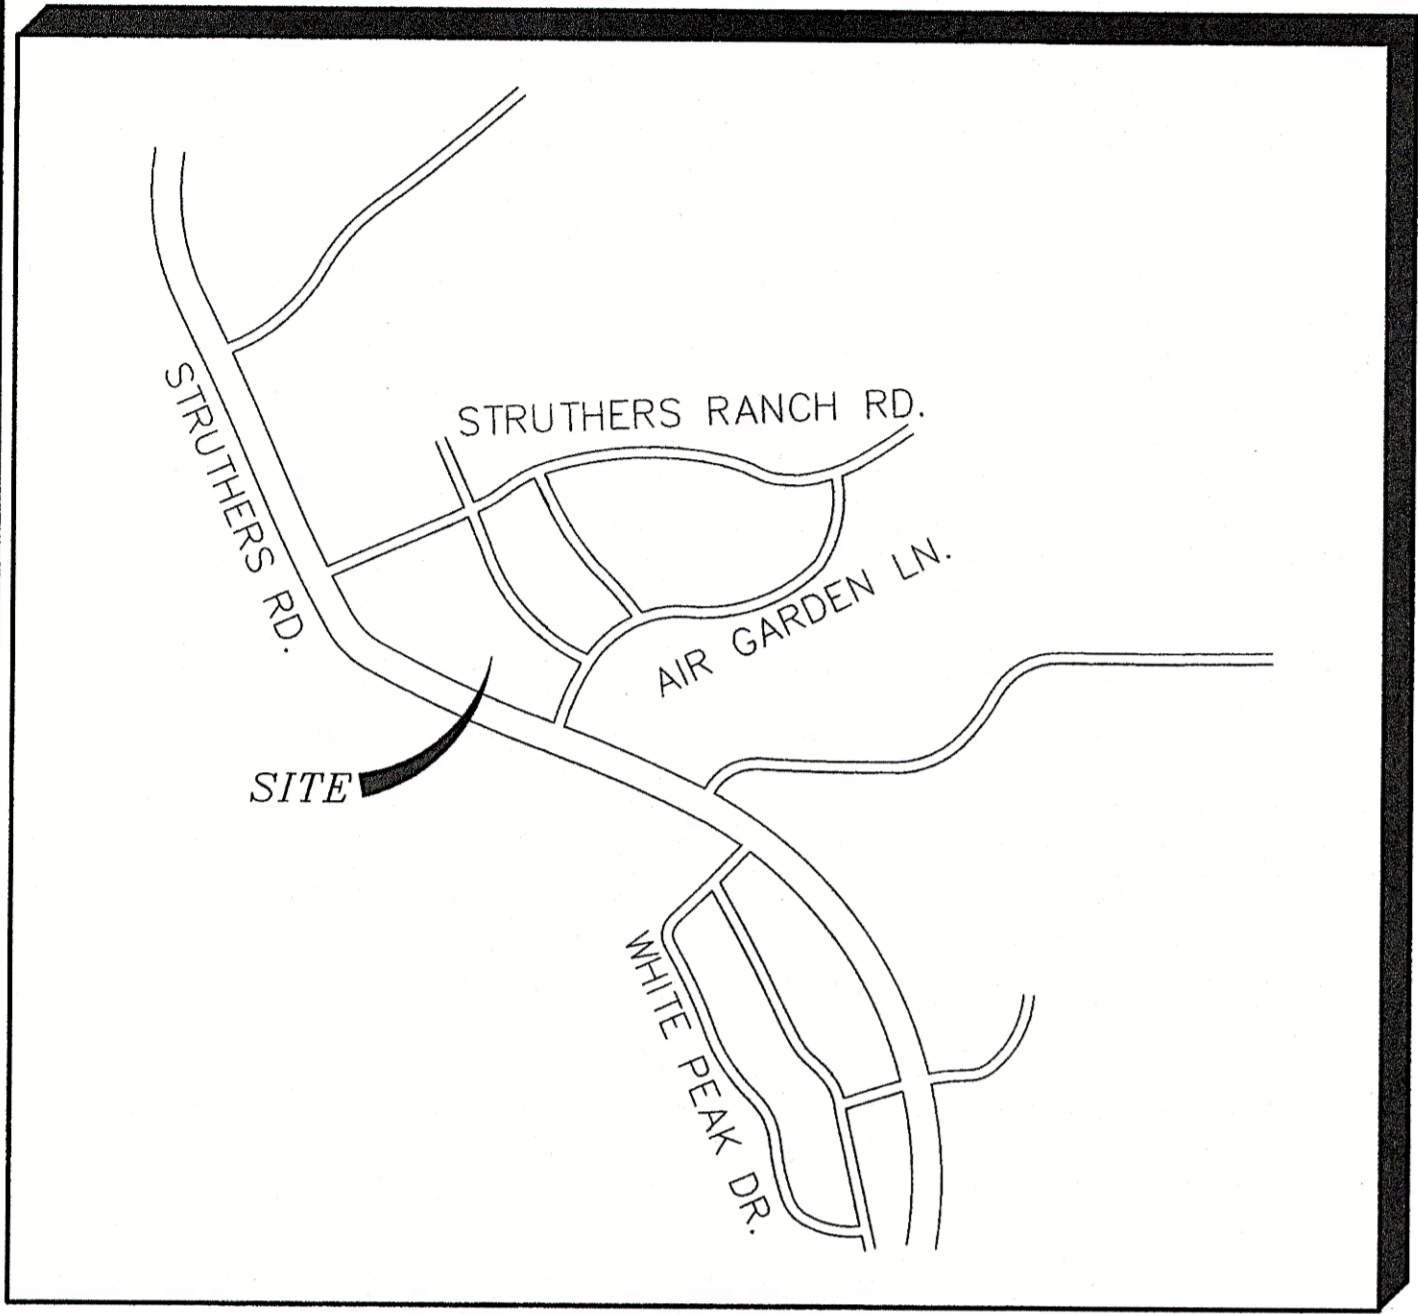 STRUTHERS RD.
STRUTHERS RANCH RD.
AIR GARDEN LN.
SITE
WHITE PEAK DR.